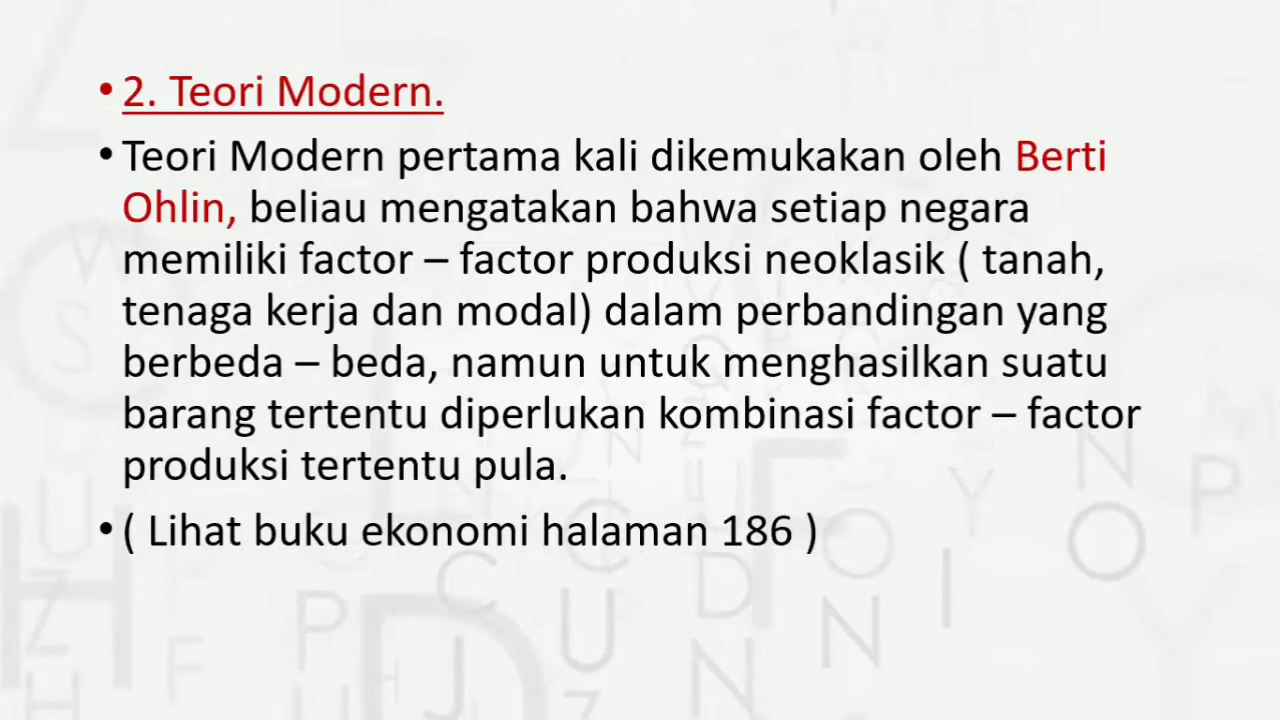 • 2. Teori Modern.
• Teori Modern pertama kali dikemukakan oleh Berti
Ohlin, beliau mengatakan bahwa setiap negara
memiliki factor – factor produksi neoklasik ( tanah,
tenaga kerja dan modal) dalam perbandingan yang
berbeda – beda, namun untuk menghasilkan suatu
barang tertentu diperlukan kombinasi factor – factor
produksi tertentu pula.
• ( Lihat buku ekonomi halaman 186 )